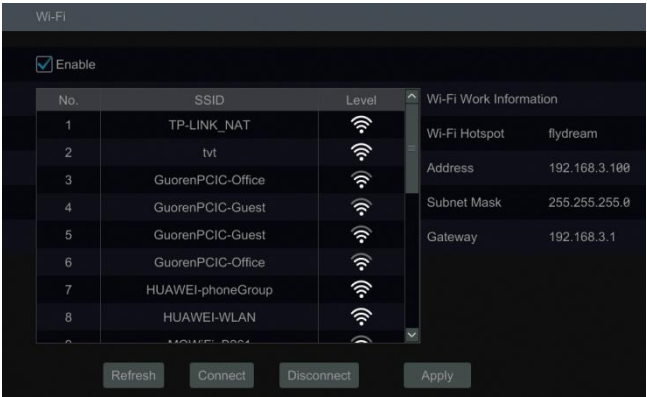 Wi-Fi
Enable
No. SSID Level
1 TP-LINK_NAT
2 tvt
3 GuorenPCIC-Office
4 GuorenPCIC-Guest
5 GuorenPCIC-Guest
6 GuorenPCIC-Office
7 HUAWEI-phoneGroup
8 HUAWEI-WLAN
Wi-Fi Work Information
Wi-Fi Hotspot flydream
Address 192.168.3.100
Subnet Mask 255.255.255.0
Gateway 192.168.3.1
Refresh Connect Disconnect Apply